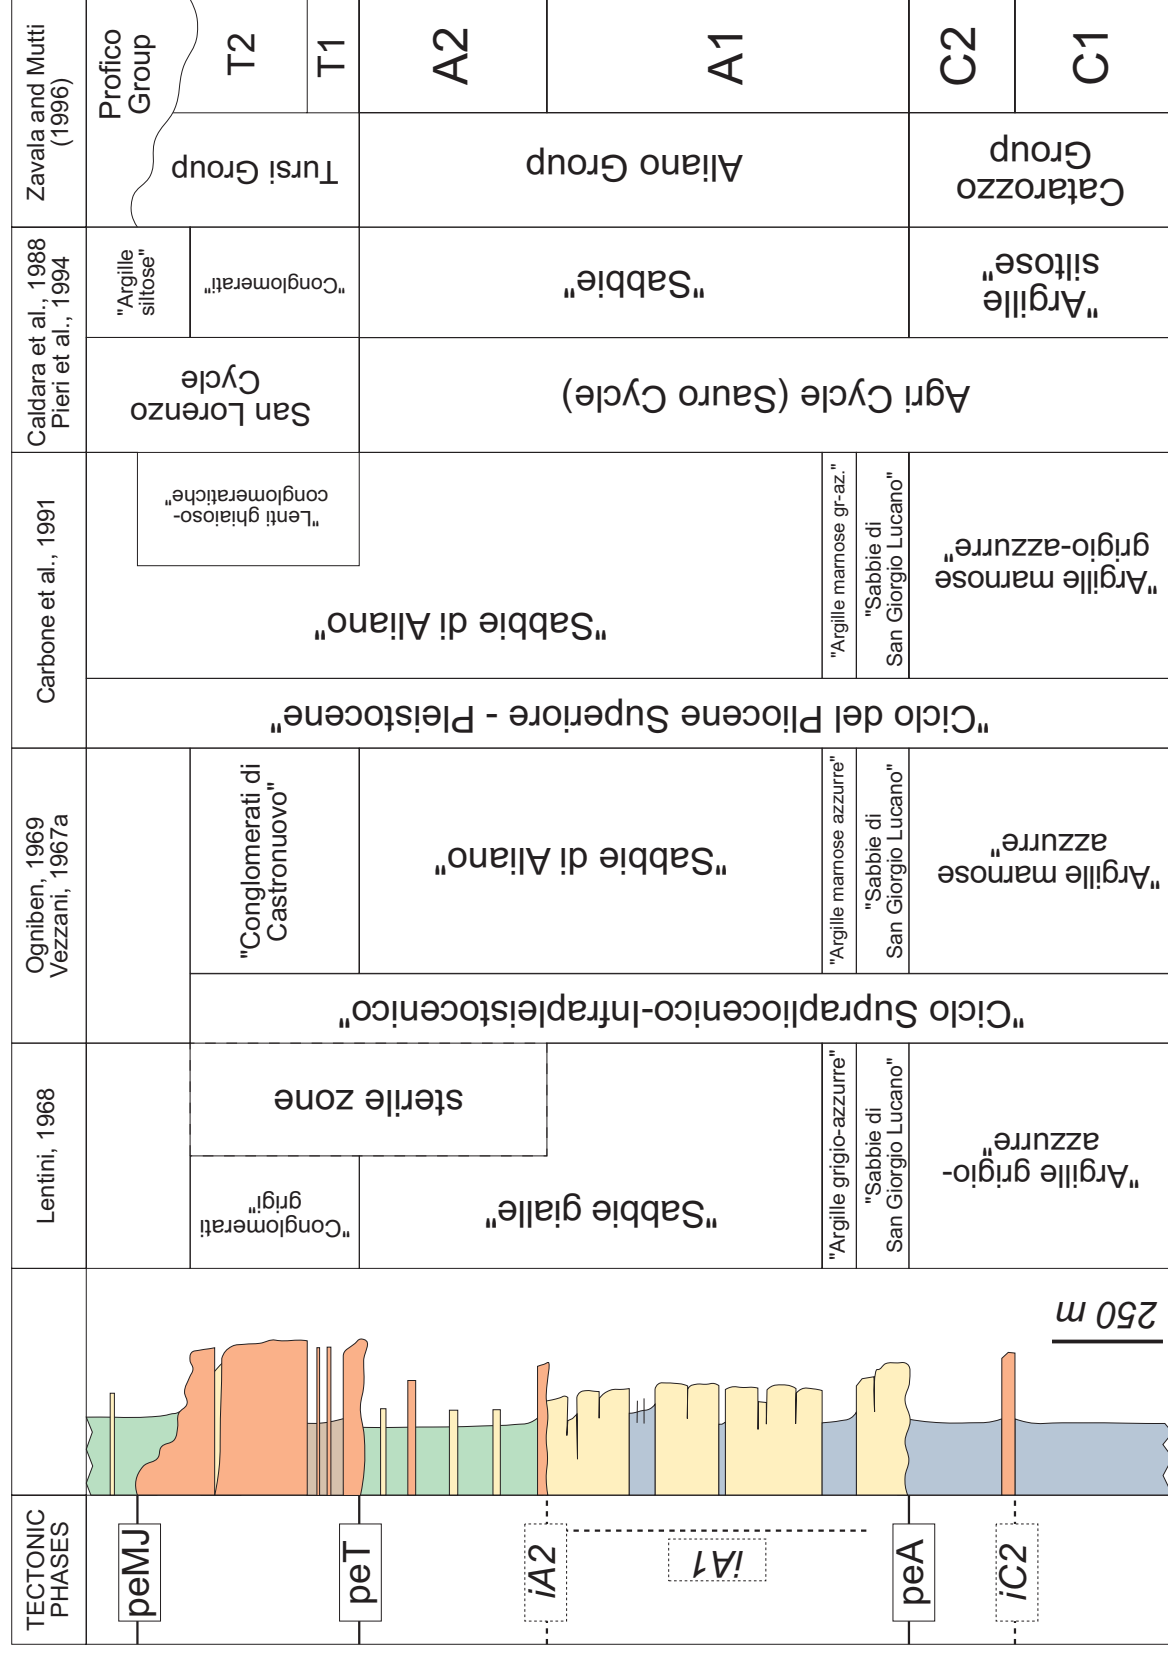 Zavala and Mutti
(1996)
Profico
Group
T2
T1
A2
A1
C2
C1
Tursi Group
Aliano Group
Catarozzo
Group
Caldara et al., 1988
Pieri et al., 1994
"Argille
siltose"
"Conglomerati"
"Sabbie"
"Argille
siltose"
San Lorenzo
Cycle
Agri Cycle (Sauro Cycle)
Carbone et al., 1991
"Lenti ghiaioso-
conglomeratiche"
"Sabbie di Aliano"
"Argille marnose gr-az."
"Sabbie di
San Giorgio Lucano"
"Argille marnose
grigio-azzurre"
"Ciclo del Pliocene Superiore - Pleistocene"
Ogniben, 1969
Vezzani, 1967a
"Conglomerati di
Castronuovo"
"Sabbie di Aliano"
"Argille marnose azzurre"
"Sabbie di
San Giorgio Lucano"
"Argille marnose
azzurre"
"Ciclo Suprapliocenico-Infrapleistocenico"
Lentini, 1968
sterile zone
"Conglomerati
grigi"
"Sabbie gialle"
"Argille grigio-azzurre"
"Sabbie di
San Giorgio Lucano"
"Argille grigio-
azzurre"
250 m
TECTONIC
PHASES
peMJ
peT
iA2
iA1
peA
iC2